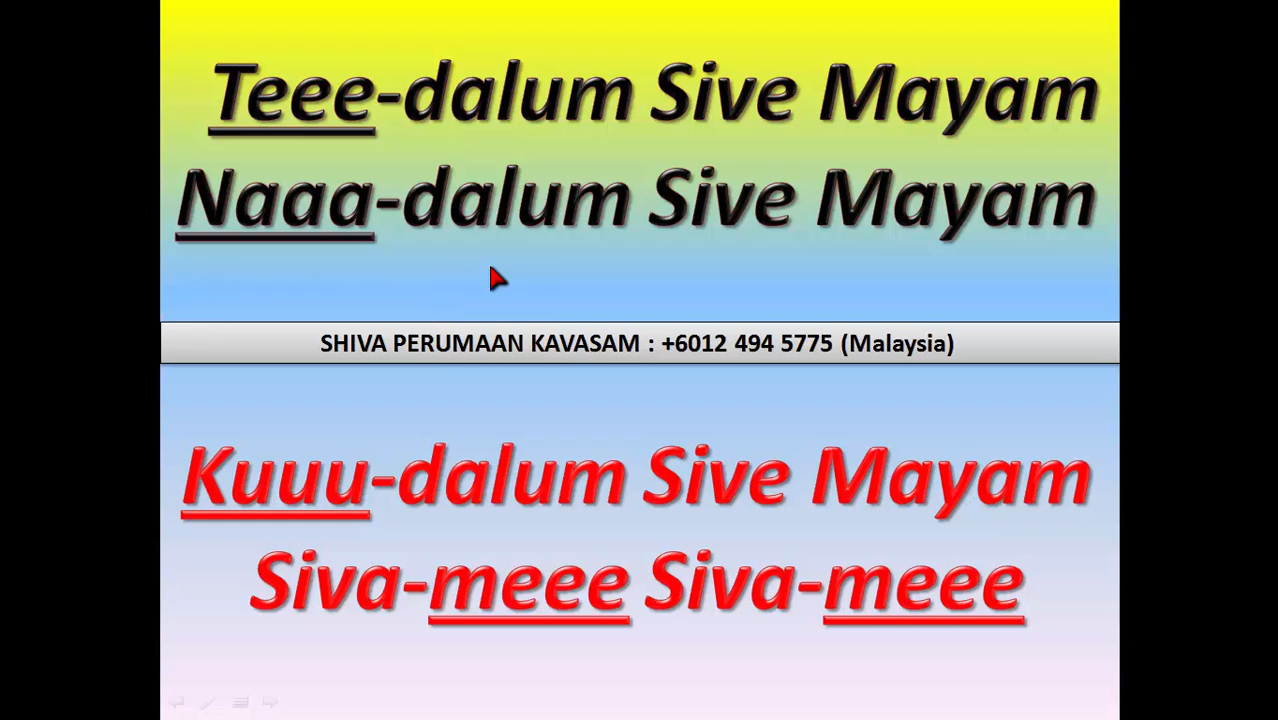 Teee-dalum Sive Mayam
Naaa-dalum Sive Mayam
SHIVA PERUMAAN KAVASAM : +6012 494 5775 (Malaysia)
Kuuu-dalum Sive Mayam
Siva-meee Siva-meee